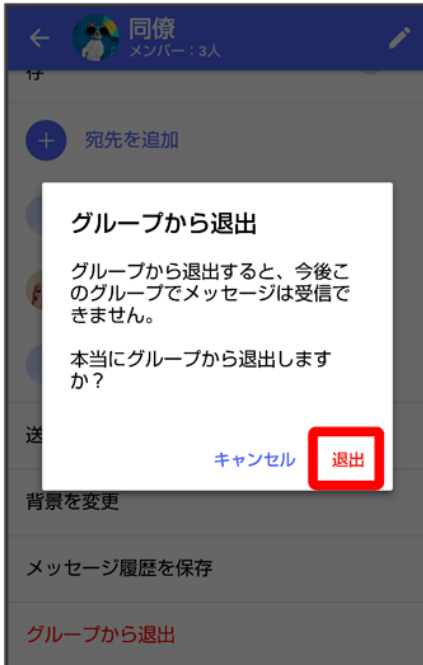 同僚
メンバー：3人
存
宛先を追加
グループから退出
グループから退出すると、今後こ
のグループでメッセージは受信で
きません。
本当にグループから退出します
か？
キャンセル
退出
送
背景を変更
メッセージ履歴を保存
グループから退出